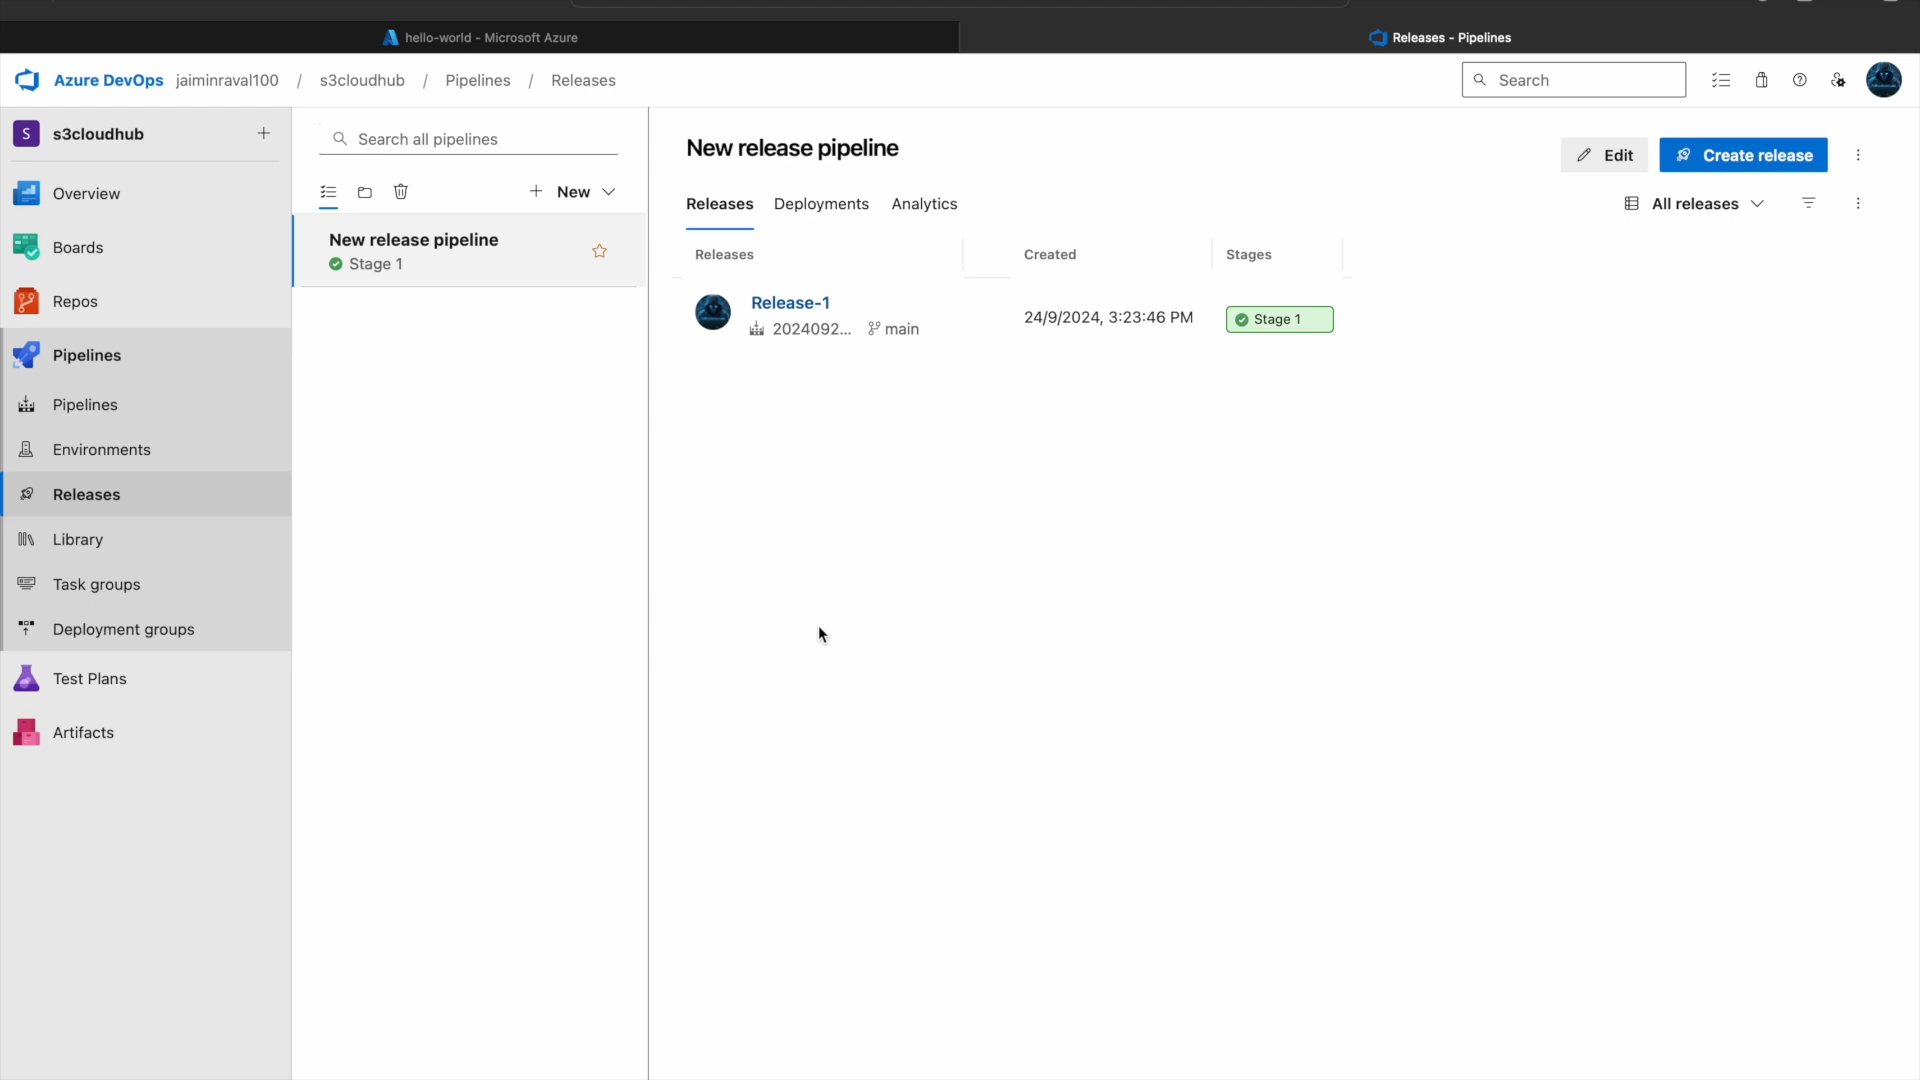 hello-world - Microsoft Azure
Releases - Pipelines
Azure DevOps jaiminraval100 / s3cloudhub / Pipelines / Releases
Search
S s3cloudhub
Overview
Boards
Repos
Pipelines
Pipelines
Environments
Releases
Library
Task groups
Deployment groups
Test Plans
Artifacts
Search all pipelines
New
New release pipeline
Stage 1
New release pipeline
Edit
Create release
Releases Deployments Analytics
All releases
Releases Created Stages
Release-1
2024092... main
24/9/2024, 3:23:46 PM
Stage 1